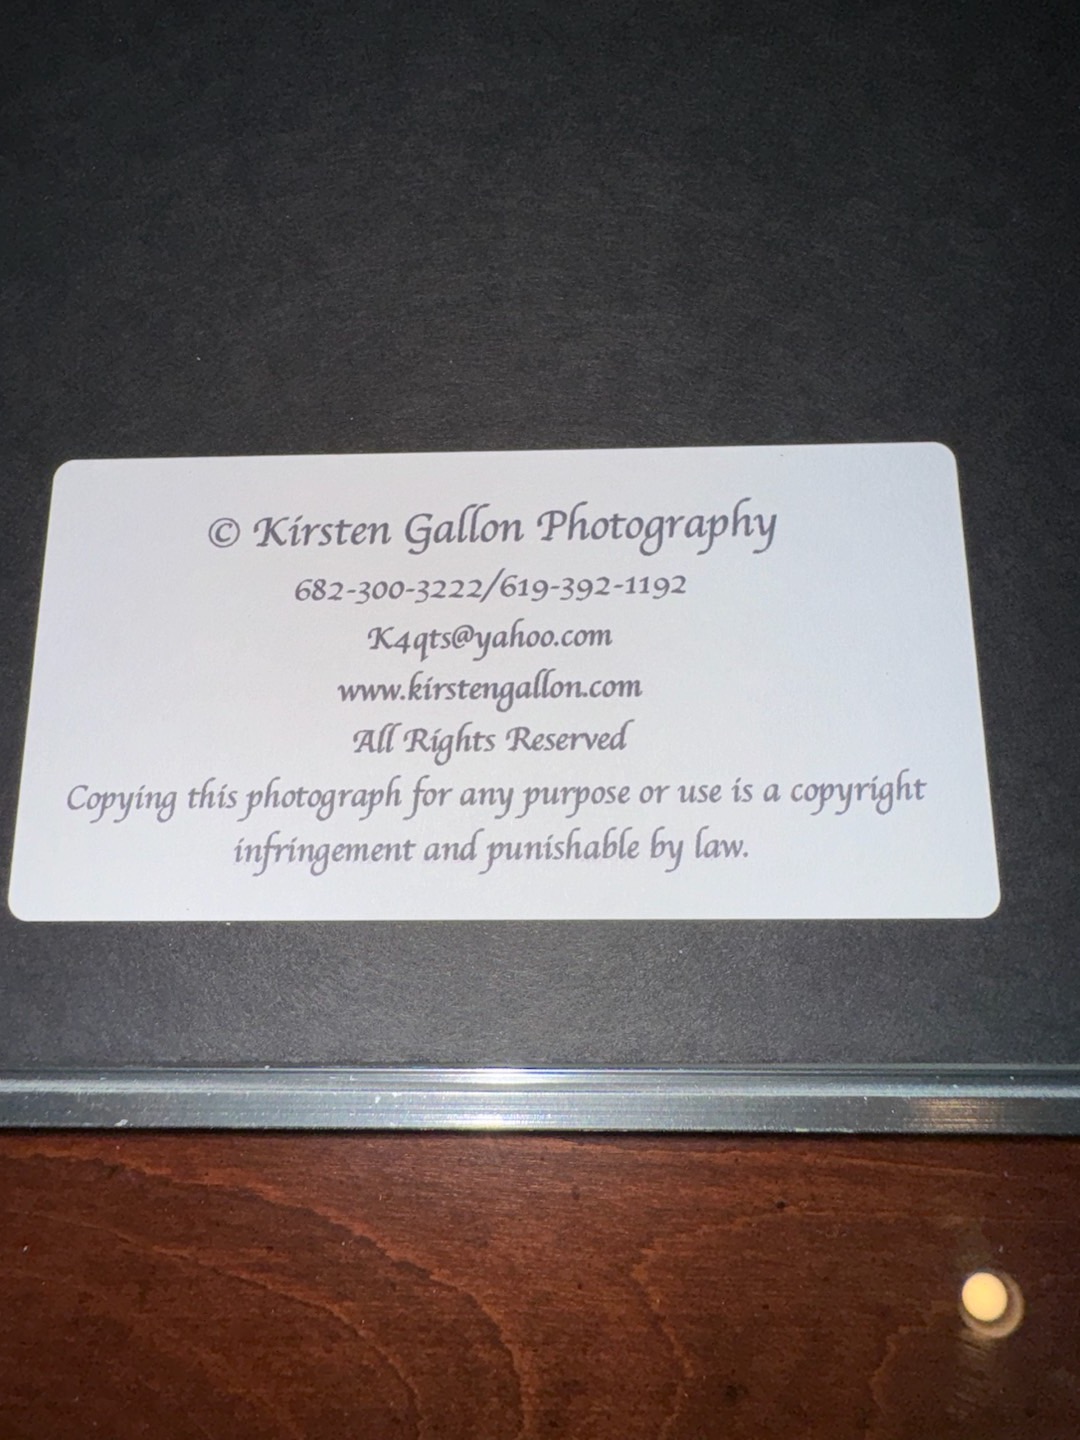 © Kirsten Gallon Photography
682-300-3222/619-392-1192
K4qts@yahoo.com
www.kirstengallon.com
All Rights Reserved
Copying this photograph for any purpose or use is a copyright
infringement and punishable by law.